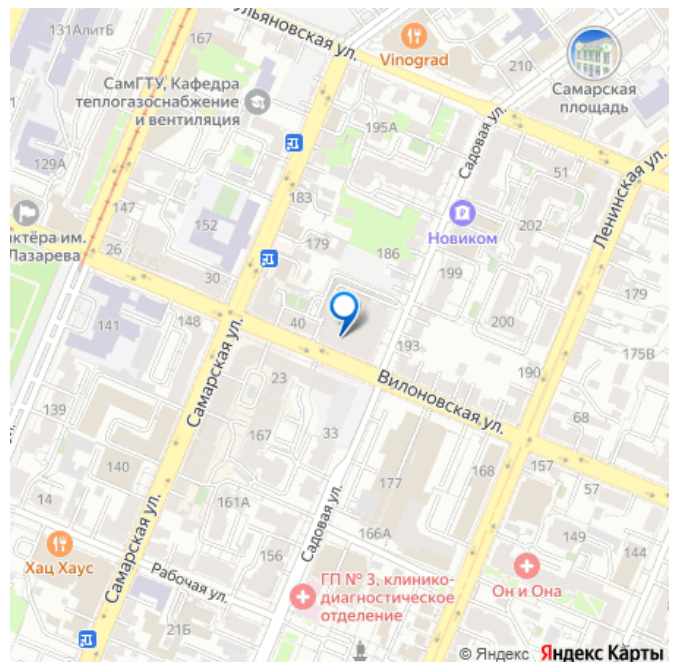 131АлитБ
167
ульяновская ул.
Vinograd
210
Самарская
площадь
СамГТУ, Кафедра
теплогазоснабжение
и вентиляция
195А
Садовая ул.
51
Ленинская ул.
129А
183
147
152
179
Новиком
202
актёра им.
Лазарева
26
186
199
179
30
141
148
40
193
200
175В
Самарская ул.
23
Вилоновская ул.
190
139
167
33
68
140
177
168
157
57
14
161А
Садовая ул.
166А
149
144
Хац Хаус
Самарская ул.
156
Рабочая ул.
ГП № 3, клинико-
диагностическое
отделение
Он и Она
21Б
© Яндекс Яндекс Карты